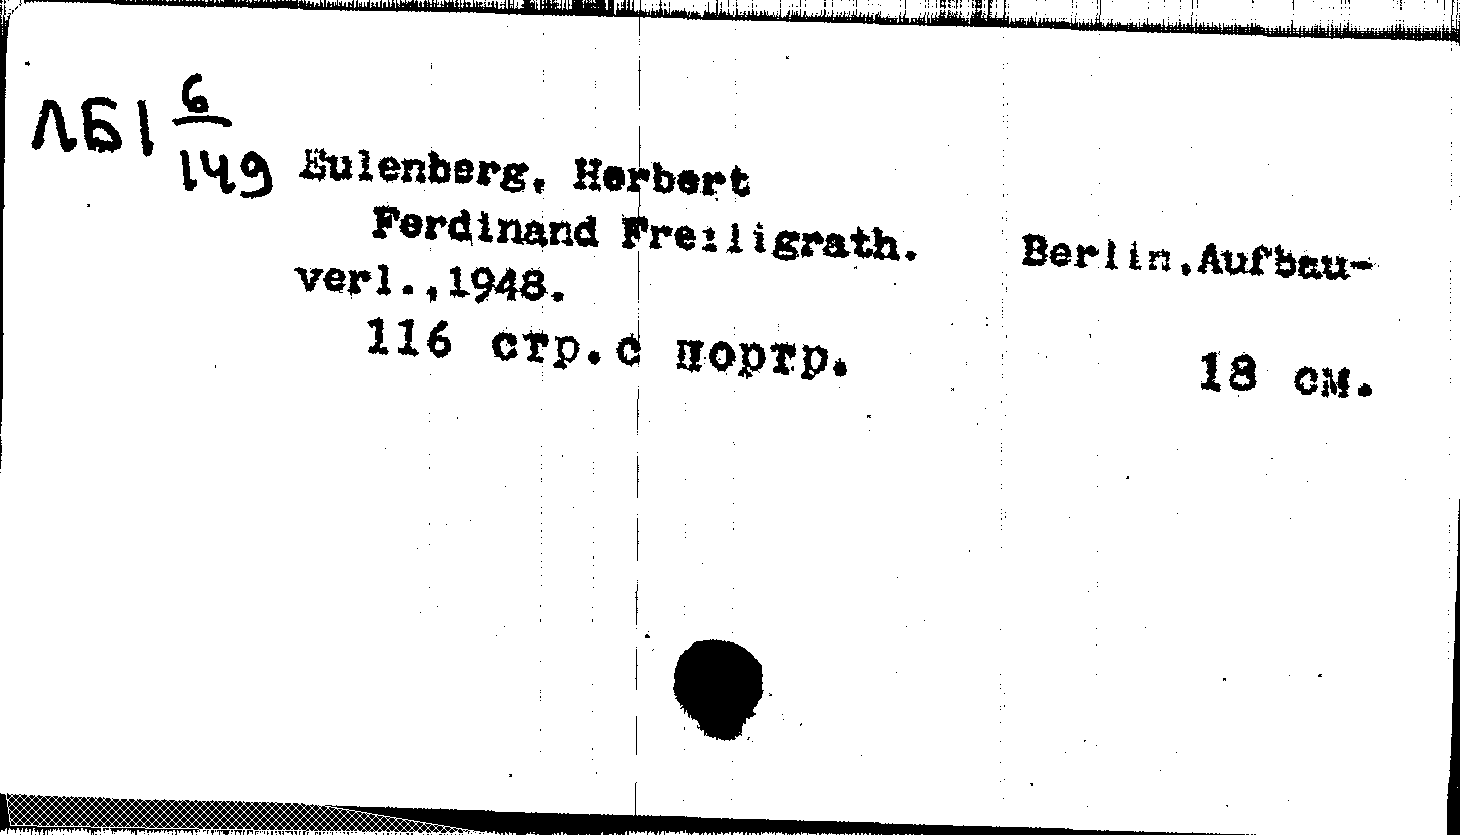 ЛБ1 6/149
Eulenberg, Herbert
Ferdinand Freiligrath. Berlin,Aufbau-
verl.,1948.
116 стр.с портр. 18 см.